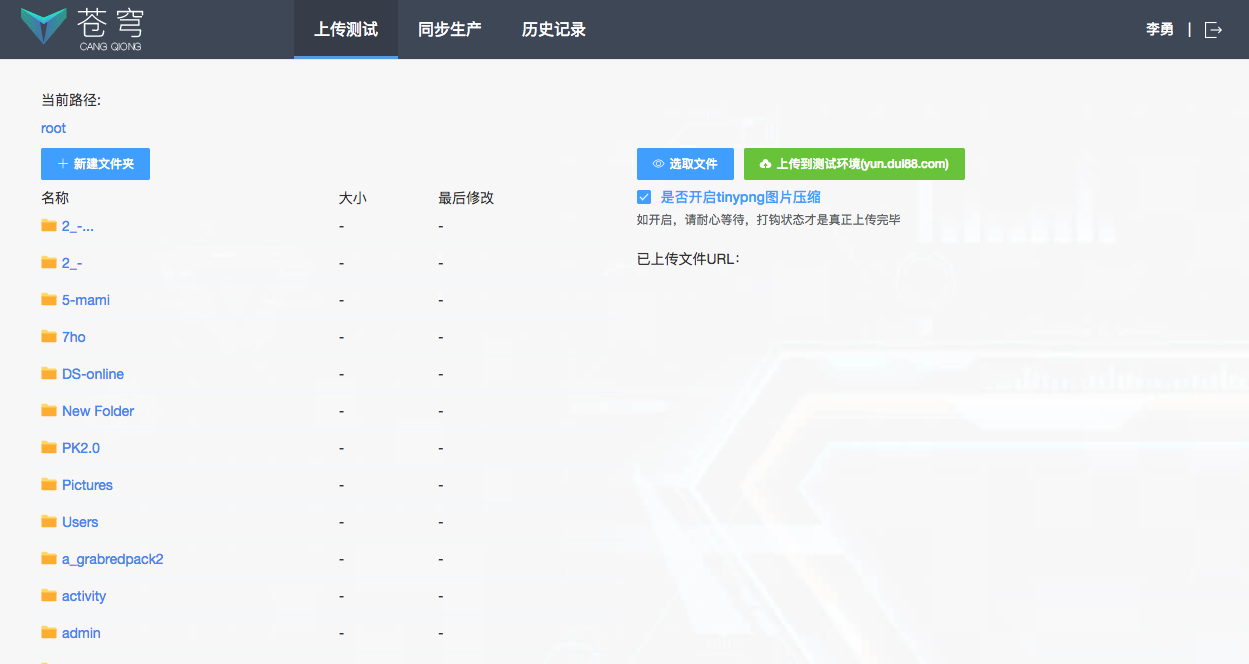 苍穹
CANG QIONG
上传测试
同步生产
历史记录
李勇 |
当前路径:
root
新建文件夹
选取文件
上传到测试环境(yun.dui88.com)
名称 大小 最后修改
是否开启tinypng图片压缩
如开启，请耐心等待，打钩状态才是真正上传完毕
已上传文件URL：
2_-... - -
2_- - -
5-mami - -
7ho - -
DS-online - -
New Folder - -
PK2.0 - -
Pictures - -
Users - -
a_grabredpack2 - -
activity - -
admin - -